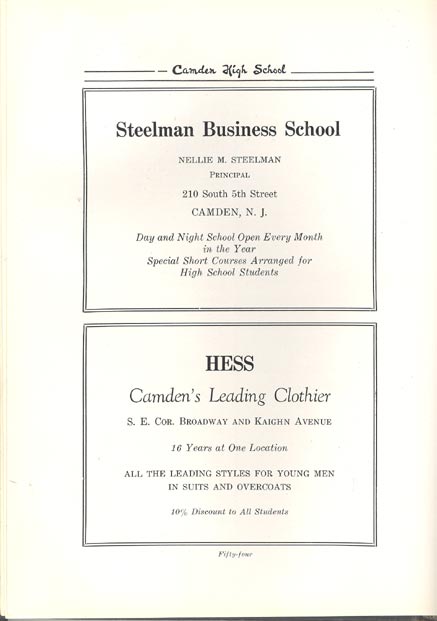 Camden High School
Steelman Business School
NELLIE M. STEELMAN
PRINCIPAL
210 South 5th Street
CAMDEN, N. J.
Day and Night School Open Every Month
in the Year
Special Short Courses Arranged for
High School Students
HESS
Camden's Leading Clothier
S. E. COR. BROADWAY AND KAIGHN AVENUE
16 Years at One Location
ALL THE LEADING STYLES FOR YOUNG MEN
IN SUITS AND OVERCOATS
10% Discount to All Students
Fifty-four